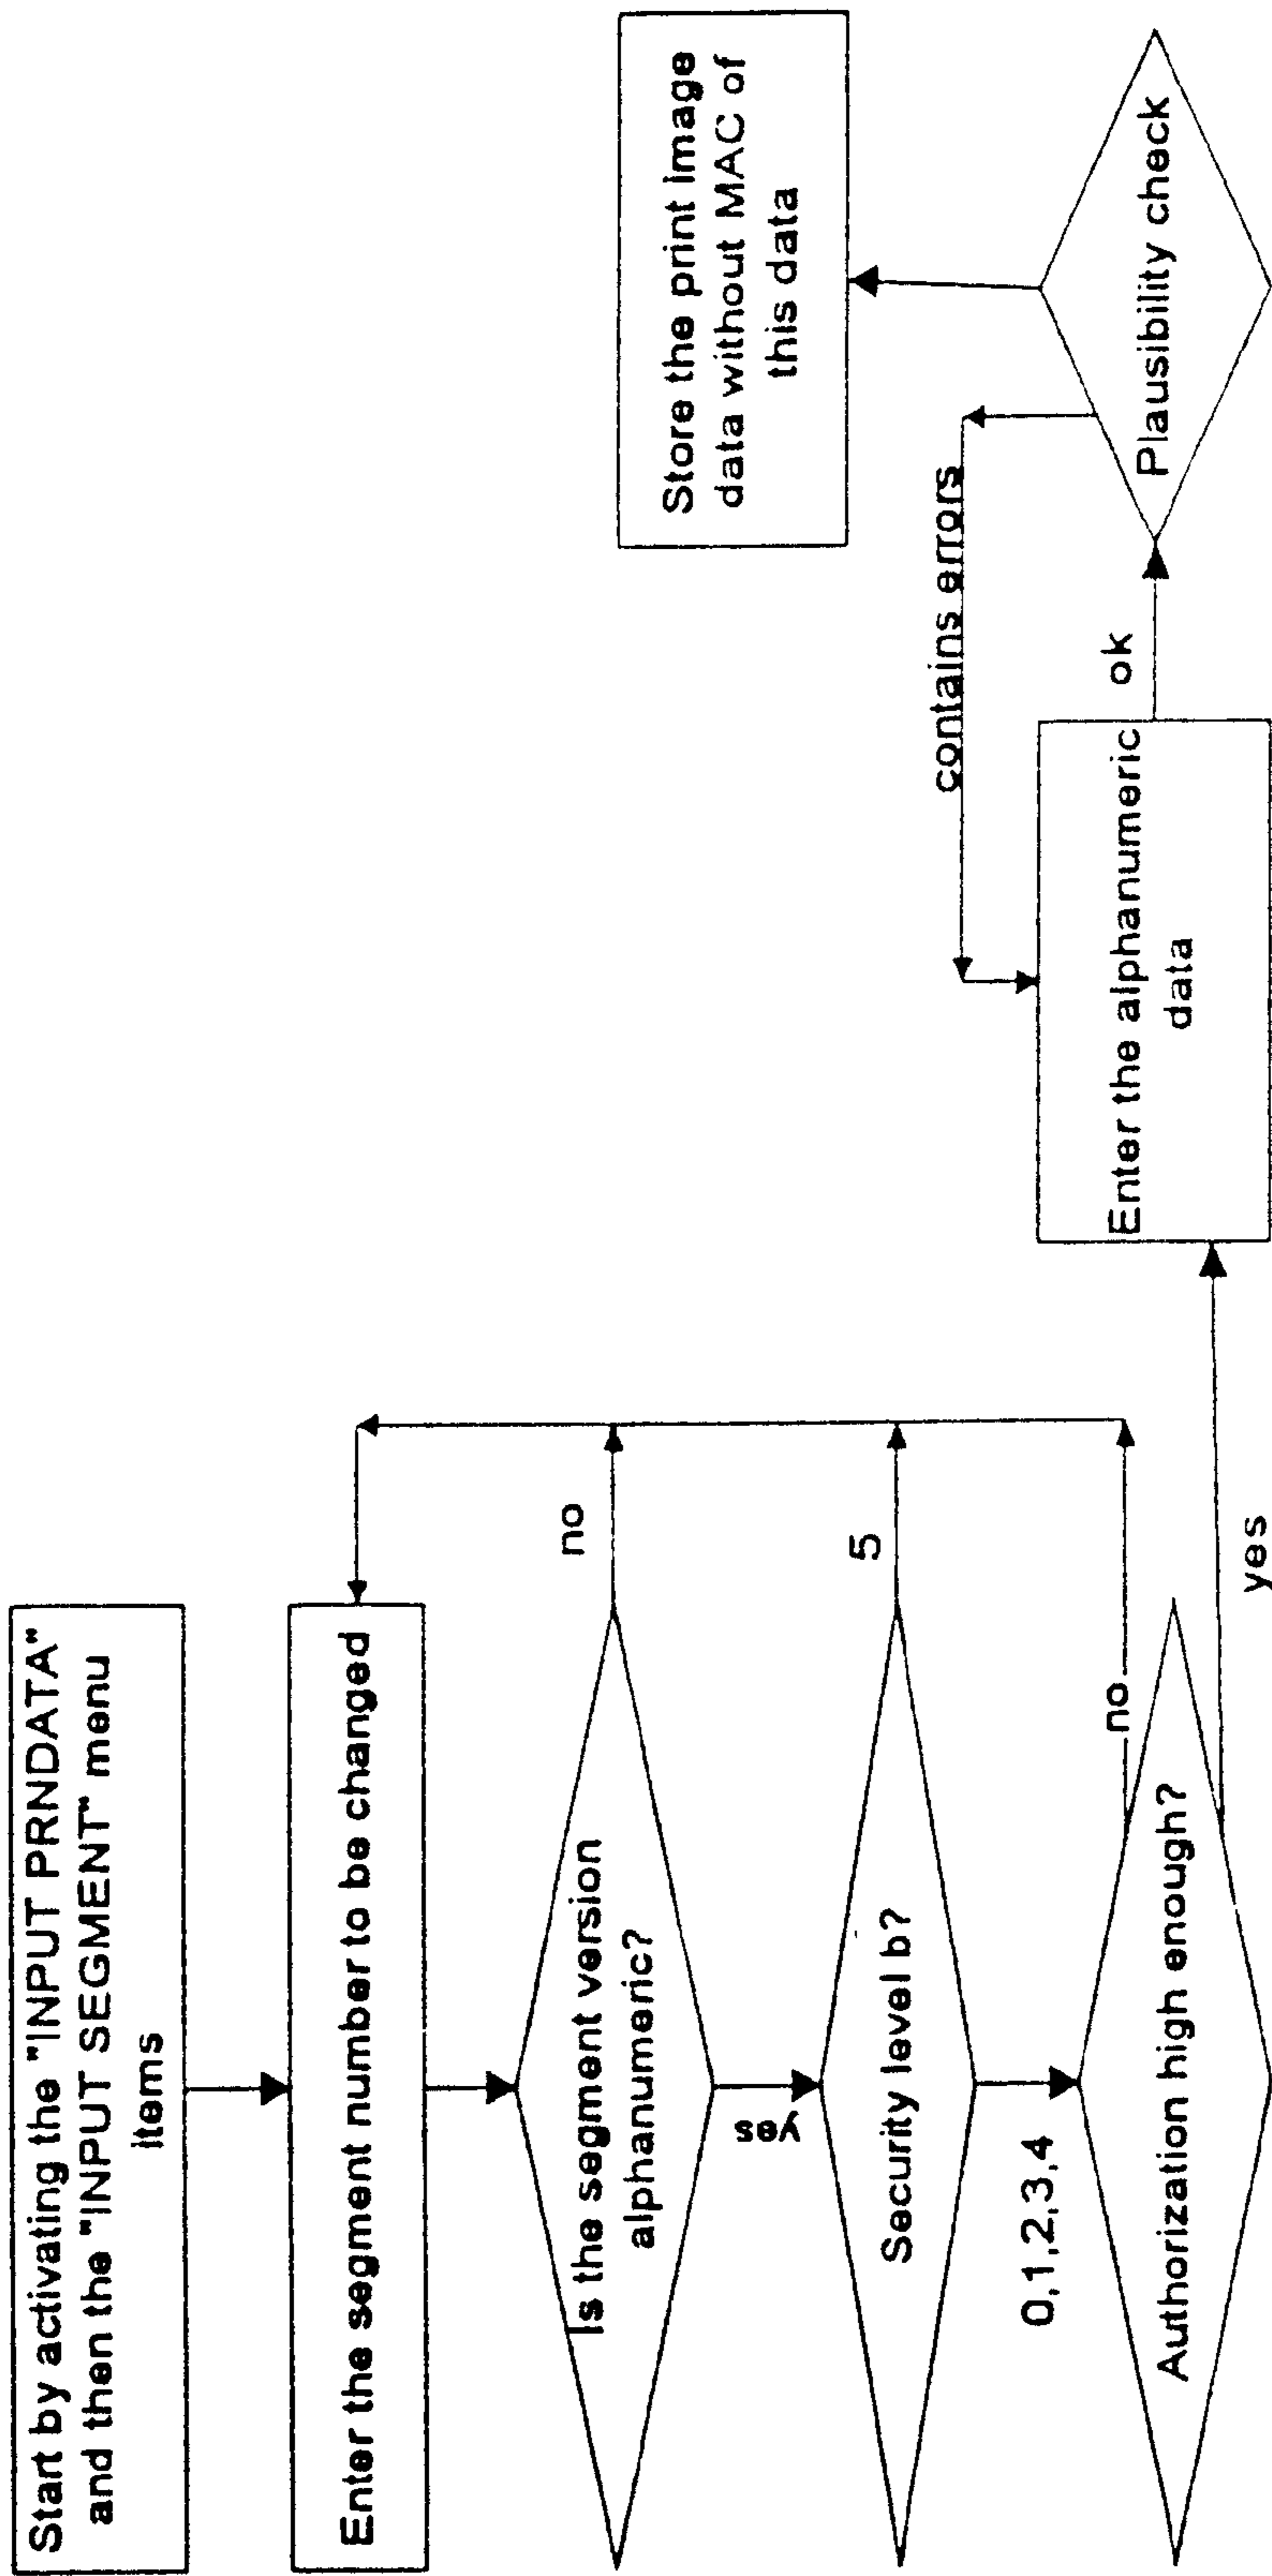 Start by activating the "INPUT PRNDATA"
and then the "INPUT SEGMENT" menu
items
Enter the segment number to be changed
Is the segment version
alphanumeric?
no
yes
Security level b?
5
0,1,2,3,4
Authorization high enough?
no
yes
Enter the alphanumeric
data
ok
contains errors
Plausibility check
Store the print image
data without MAC of
this data